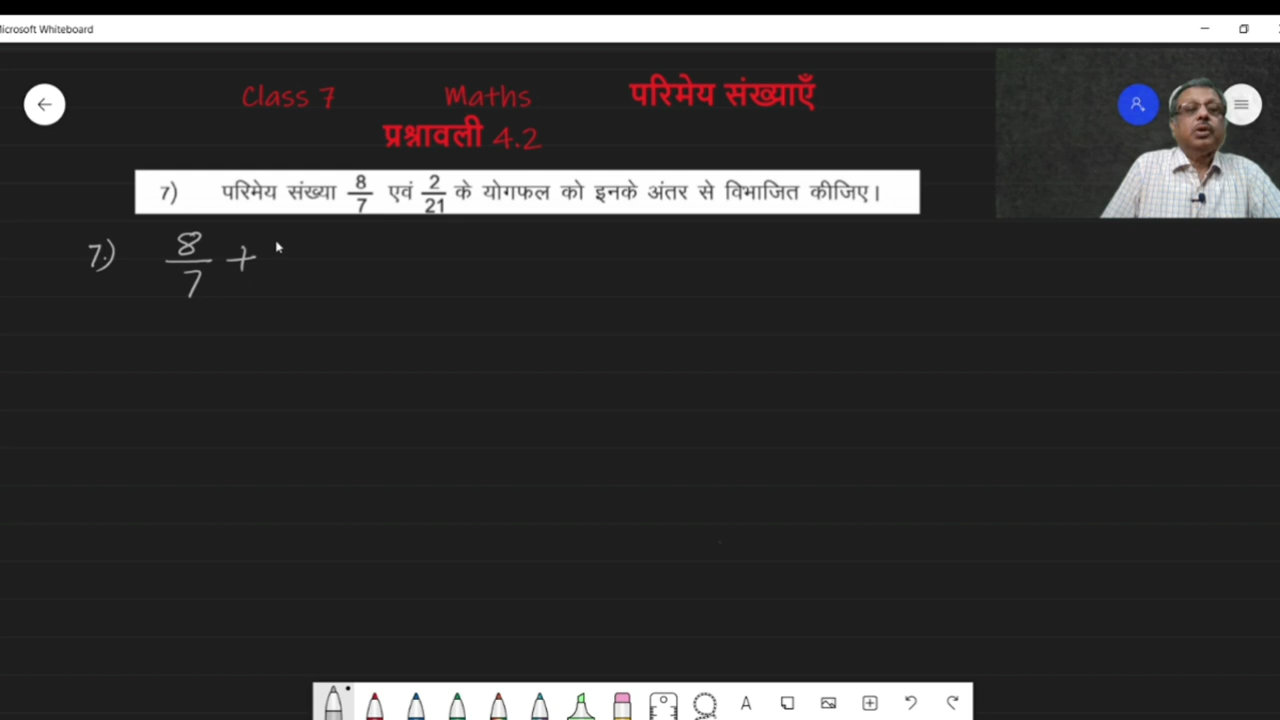 Microsoft Whiteboard
Class 7 Maths परिमेय संख्याएँ
प्रश्नावली 4.2
7) परिमेय संख्या 8/7 एवं 2/21 के योगफल को इनके अंतर से विभाजित कीजिए।
7.) 8/7 +
A